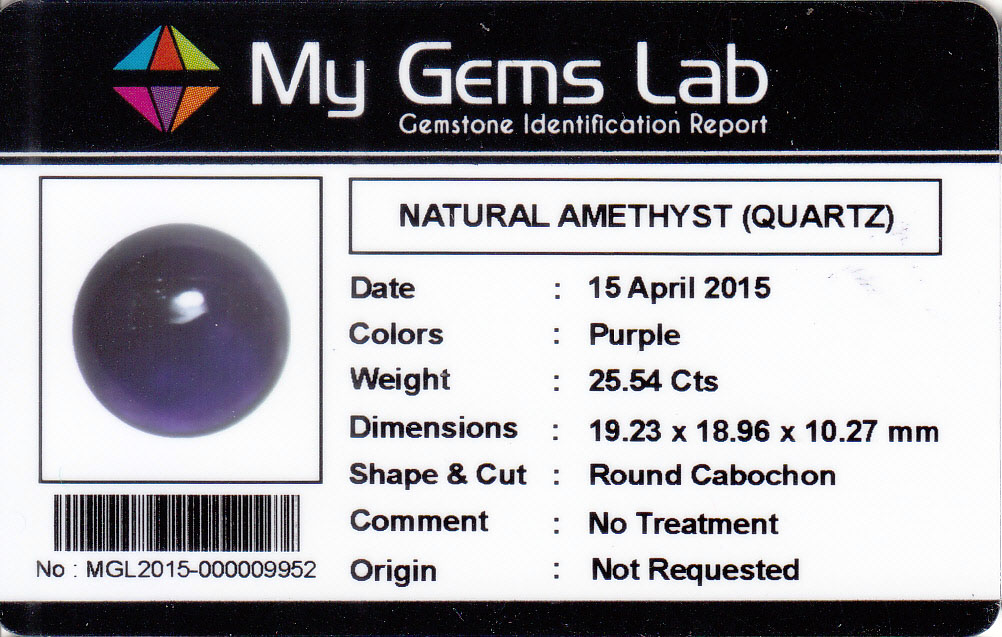 My Gems Lab
Gemstone Identification Report
NATURAL AMETHYST (QUARTZ)
Date : 15 April 2015
Colors : Purple
Weight : 25.54 Cts
Dimensions : 19.23 x 18.96 x 10.27 mm
Shape & Cut : Round Cabochon
Comment : No Treatment
Origin : Not Requested
No : MGL2015-000009952